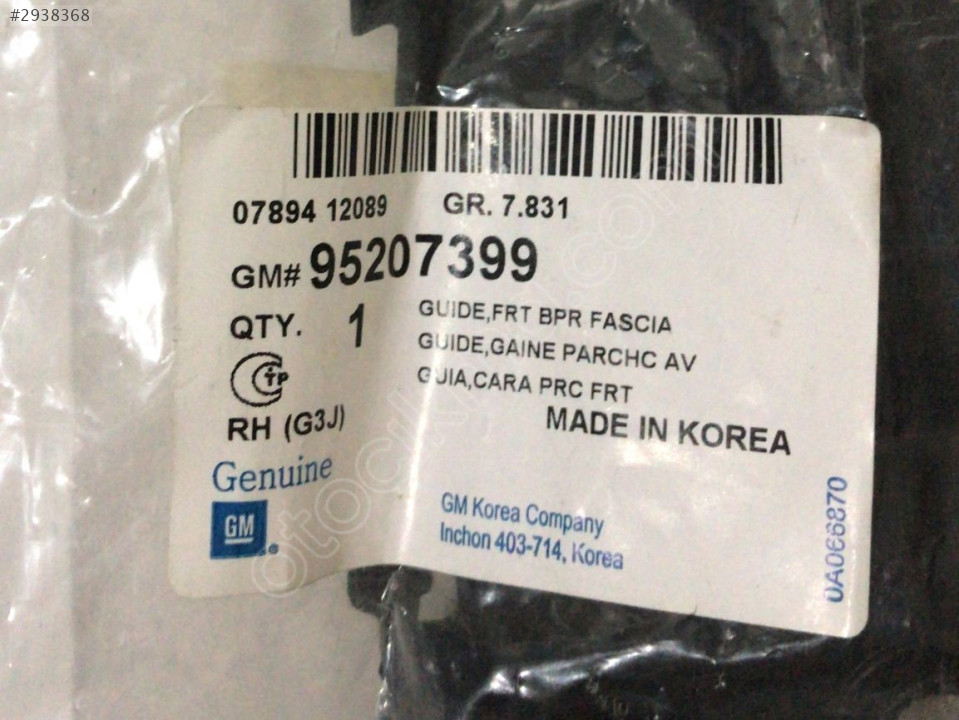 #2938368
07894 12089 GR. 7.831
GM# 95207399
QTY. 1
GUIDE,FRT BPR FASCIA
GUIDE,GAINE PARCHC AV
GUIA,CARA PRC FRT
RH (G3J)
MADE IN KOREA
Genuine
GM
GM Korea Company
Inchon 403-714, Korea
0A066870